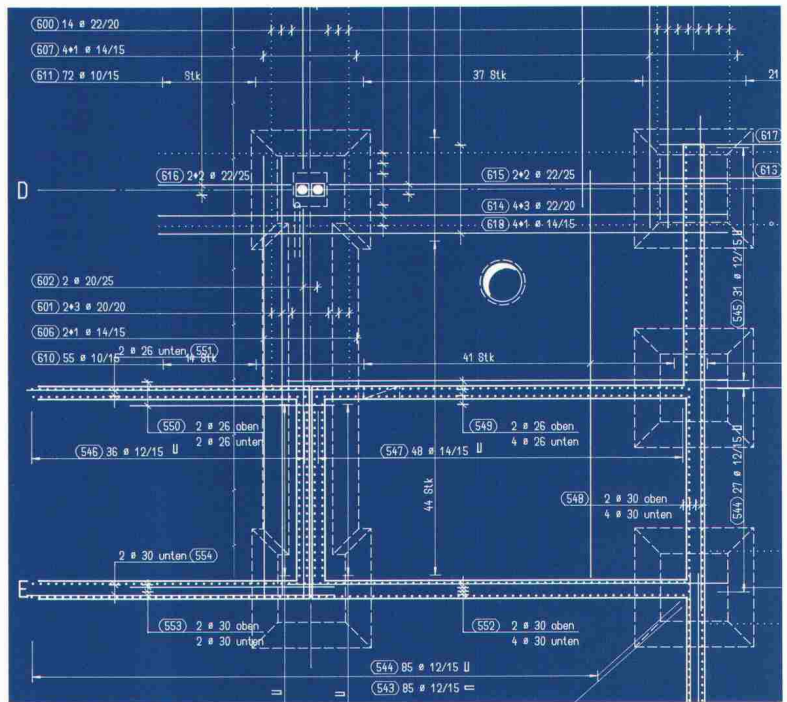 (600) 14 ø 22/20
(607) 4*1 ø 14/15
(611) 72 ø 10/15 Stk 37 Stk 21
(617)
(616) 2*2 ø 22/25 (615) 2*2 ø 22/25 (613)
D
(614) 4*3 ø 22/20
(618) 4*1 ø 14/15
(602) 2 ø 20/25
(601) 2*3 ø 20/20
(545) 31 ø 12/15
(606) 2*1 ø 14/15
2 ø 26 unten (551)
(610) 55 ø 10/15 14 Stk 41 Stk
(550) 2 ø 26 oben (549) 2 ø 26 oben
2 ø 26 unten 4 ø 26 unten
(546) 36 ø 12/15 (547) 48 ø 14/15
44 Stk
(548) 2 ø 30 oben
4 ø 30 unten
(544) 27 ø 12/15
2 ø 30 unten (554)
E
(553) 2 ø 30 oben (552) 2 ø 30 oben
2 ø 30 unten 4 ø 30 unten
(544) 85 ø 12/15
(543) 85 ø 12/15